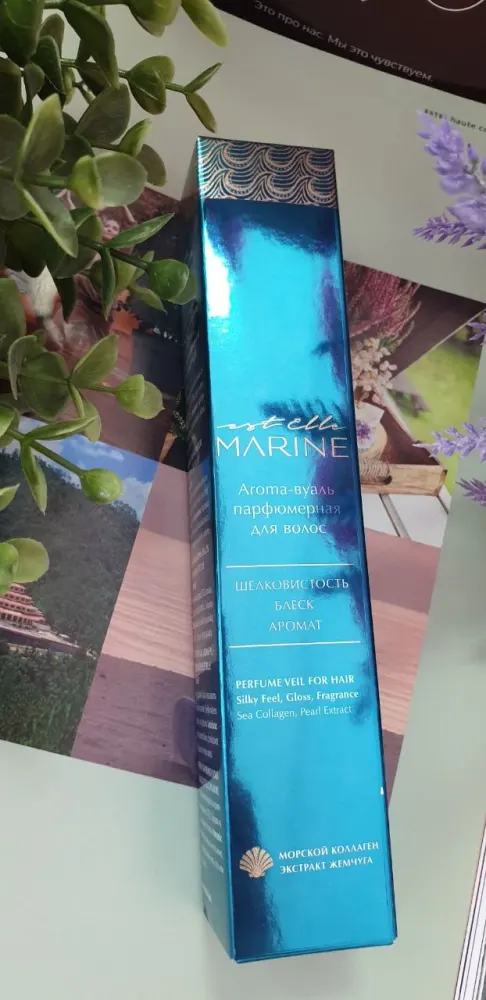 Это про нас. Мы это чувствуем.
haute
est elle
MARINE
Aroma-вуаль
парфюмерная
для волос
ШЕЛКОВИСТОСТЬ
БЛЕСК
АРОМАТ
PERFUME VEIL FOR HAIR
Silky Feel, Gloss, Fragrance
Sea Collagen, Pearl Extract
МОРСКОЙ КОЛЛАГЕН
ЭКСТРАКТ ЖЕМЧУГА